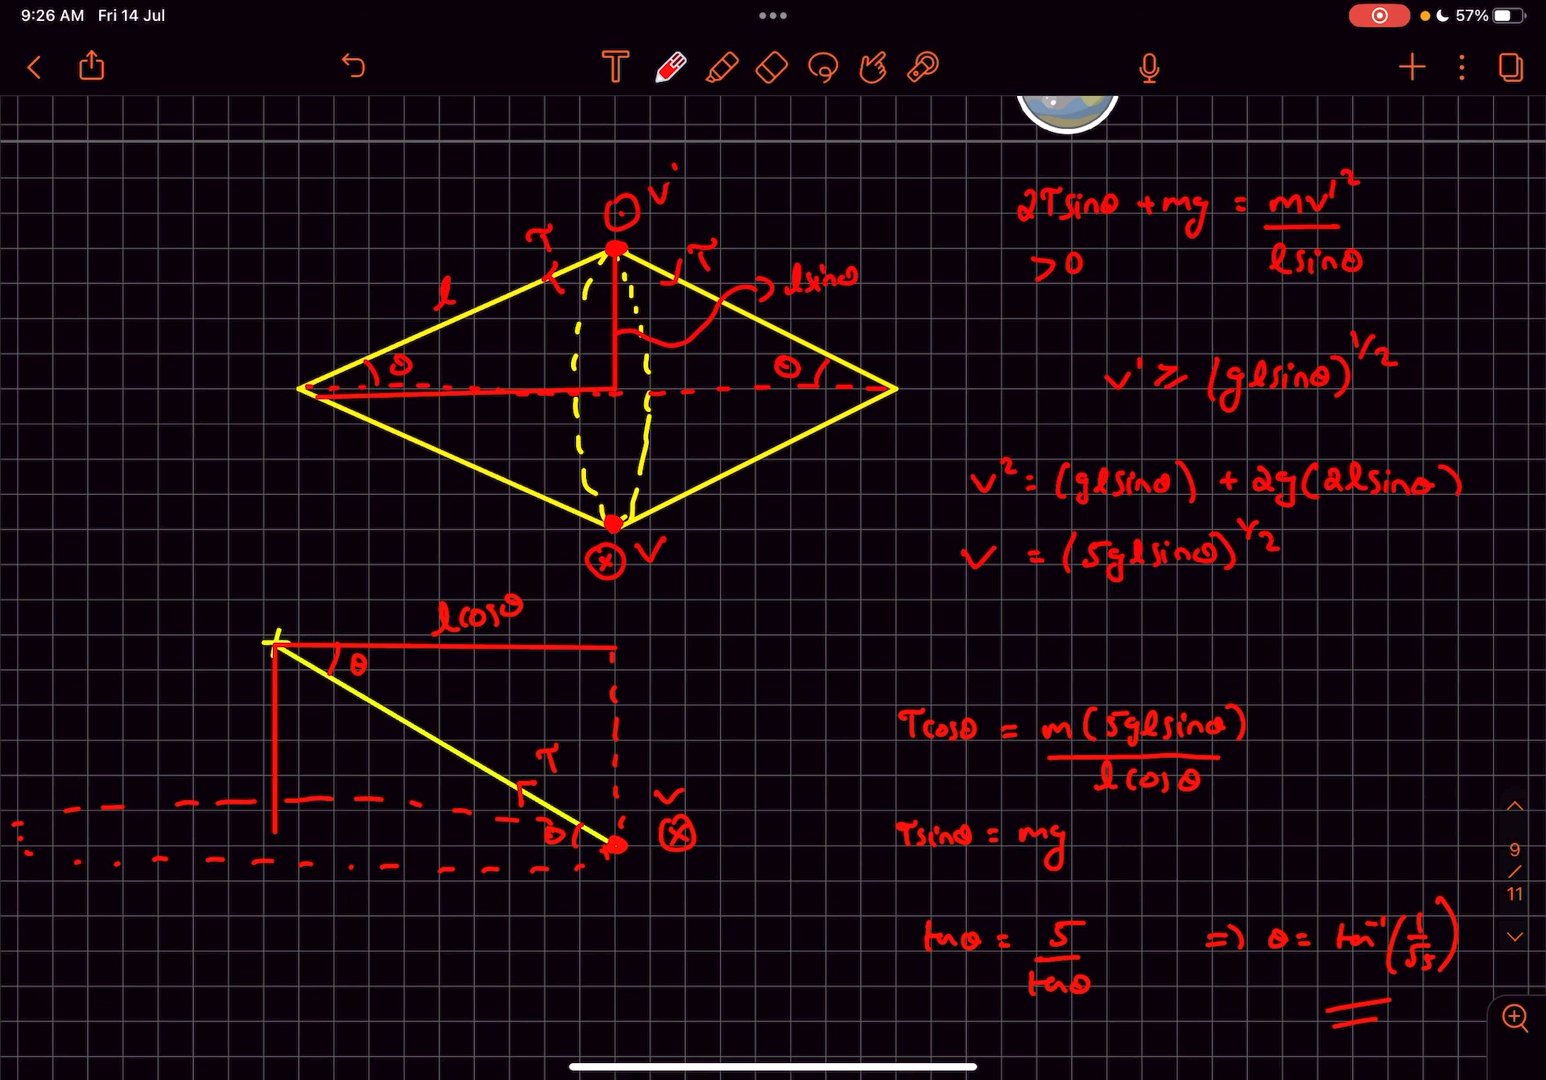 9:26 AM Fri 14 Jul
57%
T
v'
2Tsinθ + mg = mv'²
lsinθ
> 0
T
T
l
lsinθ
θ
θ
v' ≥ (glsinθ)^1/2
v² = (glsinθ) + 2g(2lsinθ)
v = (5glsinθ)^1/2
v
lcosθ
θ
Tcosθ = m(5glsinθ)
lcosθ
T
v
θ
Tsinθ = mg
9
/
11
tanθ = 5
tanθ
=> θ = tan⁻¹(1/√5)